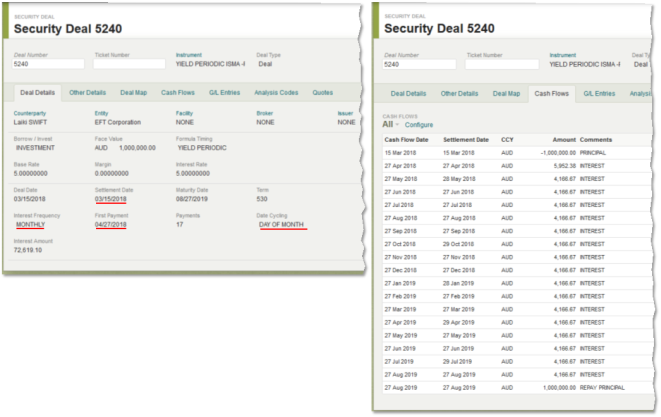 SECURITY DEAL
Security Deal 5240
Deal Number Ticket Number Instrument Deal Type
5240 YIELD PERIODIC ISMA -I Deal
Deal Details Other Details Deal Map Cash Flows G/L Entries Analysis Codes Quotes
Counterparty Entity Facility Broker Issuer
Laiki SWIFT EFT Corporation NONE NONE NONE
Borrow / Invest Face Value Formula Timing
INVESTMENT AUD 1,000,000.00 YIELD PERIODIC
Base Rate Margin Interest Rate
5.00000000 0.00000000 5.00000000
Deal Date Settlement Date Maturity Date Term
03/15/2018 03/15/2018 08/27/2019 530
Interest Frequency First Payment Payments Date Cycling
MONTHLY 04/27/2018 17 DAY OF MONTH
Interest Amount
72,619.10
SECURITY DEAL
Security Deal 5240
Deal Number Ticket Number Instrument Deal Ty
5240 YIELD PERIODIC ISMA -I Deal
Deal Details Other Details Deal Map Cash Flows G/L Entries Analysis
CASH FLOWS
All - Configure
Cash Flow Date Settlement Date CCY Amount Comments
15 Mar 2018 15 Mar 2018 AUD -1,000,000.00 PRINCIPAL
27 Apr 2018 27 Apr 2018 AUD 5,952.38 INTEREST
27 May 2018 28 May 2018 AUD 4,166.67 INTEREST
27 Jun 2018 27 Jun 2018 AUD 4,166.67 INTEREST
27 Jul 2018 27 Jul 2018 AUD 4,166.67 INTEREST
27 Aug 2018 27 Aug 2018 AUD 4,166.67 INTEREST
27 Sep 2018 27 Sep 2018 AUD 4,166.67 INTEREST
27 Oct 2018 29 Oct 2018 AUD 4,166.67 INTEREST
27 Nov 2018 27 Nov 2018 AUD 4,166.67 INTEREST
27 Dec 2018 27 Dec 2018 AUD 4,166.67 INTEREST
27 Jan 2019 28 Jan 2019 AUD 4,166.67 INTEREST
27 Feb 2019 27 Feb 2019 AUD 4,166.67 INTEREST
27 Mar 2019 27 Mar 2019 AUD 4,166.67 INTEREST
27 Apr 2019 29 Apr 2019 AUD 4,166.67 INTEREST
27 May 2019 27 May 2019 AUD 4,166.67 INTEREST
27 Jun 2019 27 Jun 2019 AUD 4,166.67 INTEREST
27 Jul 2019 29 Jul 2019 AUD 4,166.67 INTEREST
27 Aug 2019 27 Aug 2019 AUD 4,166.67 INTEREST
27 Aug 2019 27 Aug 2019 AUD 1,000,000.00 REPAY PRINCIPAL